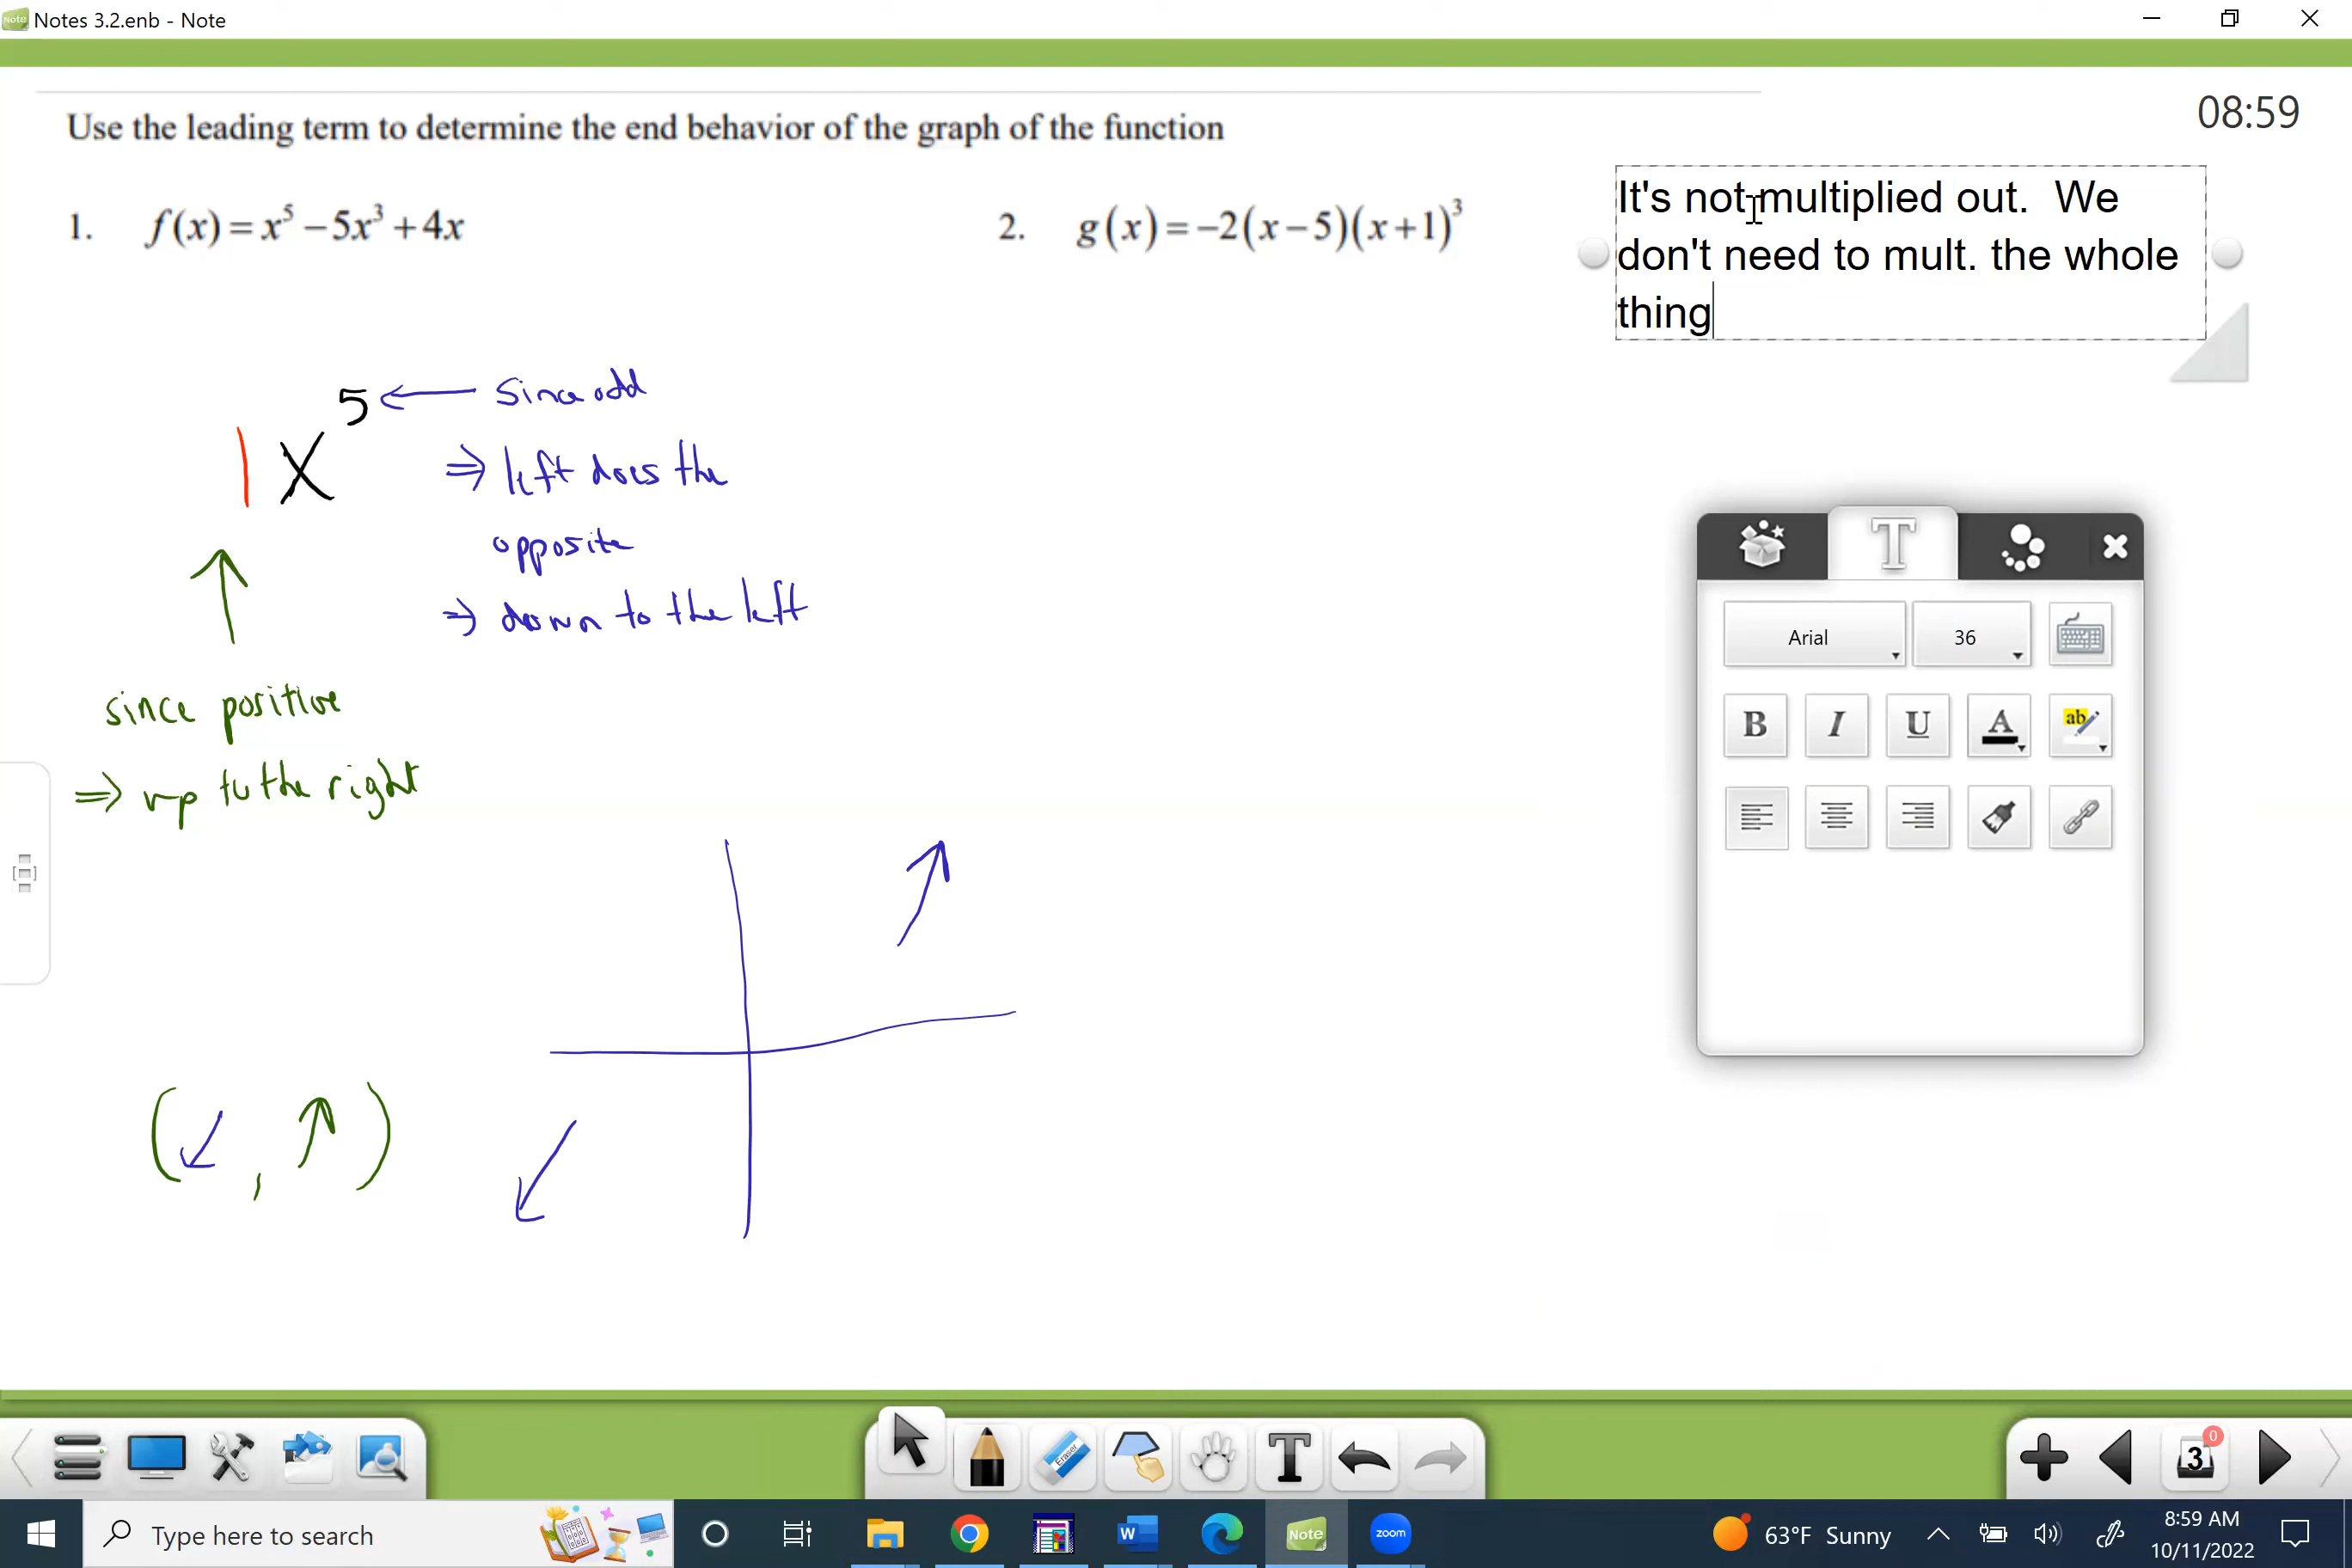 Notes 3.2.enb - Note
08:59
Use the leading term to determine the end behavior of the graph of the function
1. f(x) = x⁵ − 5x³ + 4x
2. g(x) = −2(x − 5)(x + 1)³
It's not multiplied out. We
don't need to mult. the whole
thing
1x⁵ ← Since odd
⇒ left does the
opposite
⇒ down to the left
since positive
⇒ up to the right
(↙, ↗)
T
Arial
36
B I U A ab
Eraser
T
3
0
Type here to search
W
Note
zoom
63°F Sunny
8:59 AM
10/11/2022